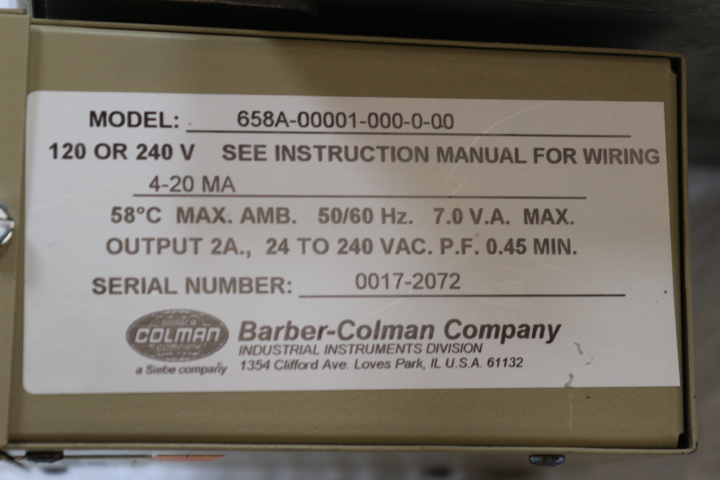 MODEL: 658A-00001-000-0-00
120 OR 240 V SEE INSTRUCTION MANUAL FOR WIRING
4-20 MA
58°C MAX. AMB. 50/60 Hz. 7.0 V.A. MAX.
OUTPUT 2A., 24 TO 240 VAC. P.F. 0.45 MIN.
SERIAL NUMBER: 0017-2072
COLMAN
COMPANY
a Siebe company
Barber-Colman Company
INDUSTRIAL INSTRUMENTS DIVISION
1354 Clifford Ave. Loves Park, IL U.S.A. 61132